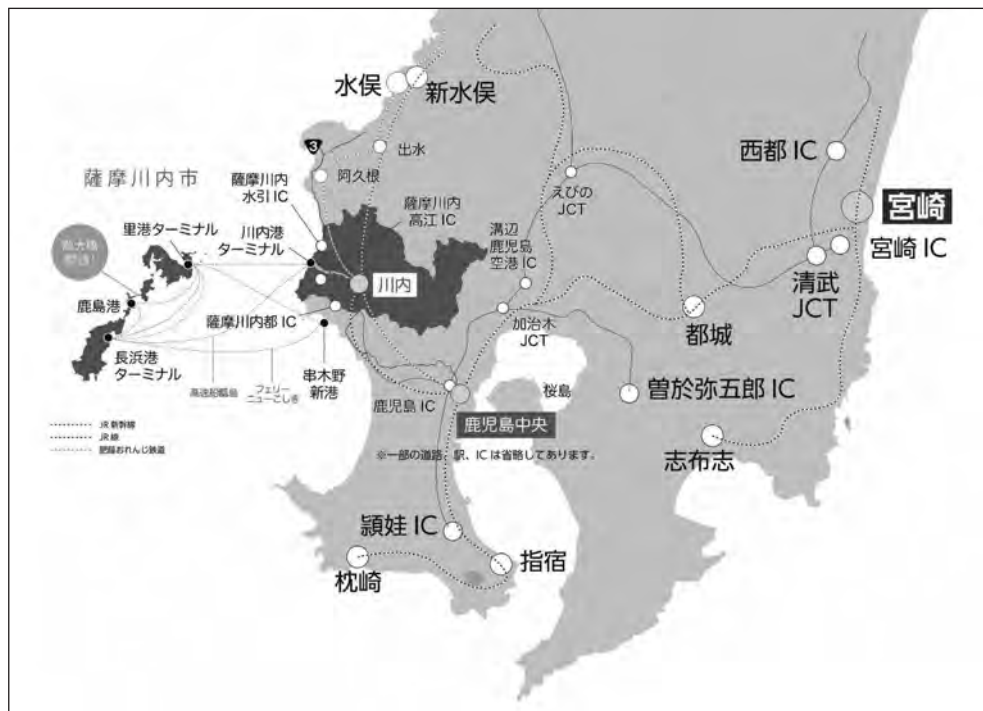 水俣
新水俣
3
出水
阿久根
西都 IC
えびの
JCT
宮崎
宮崎 IC
清武
JCT
薩摩川内市
薩摩川内
水引 IC
薩摩川内
高江 IC
里港ターミナル
川内港
ターミナル
溝辺
鹿児島
空港 IC
川内
鹿島港
薩摩川内都 IC
加治木
JCT
都城
長浜港
ターミナル
高速船甑島
フェリー
ニューこしき
串木野
新港
鹿児島 IC
桜島
曽於弥五郎 IC
鹿児島中央
志布志
JR 新幹線
JR 線
肥薩おれんじ鉄道
※一部の道路、駅、IC は省略してあります。
頴娃 IC
指宿
枕崎